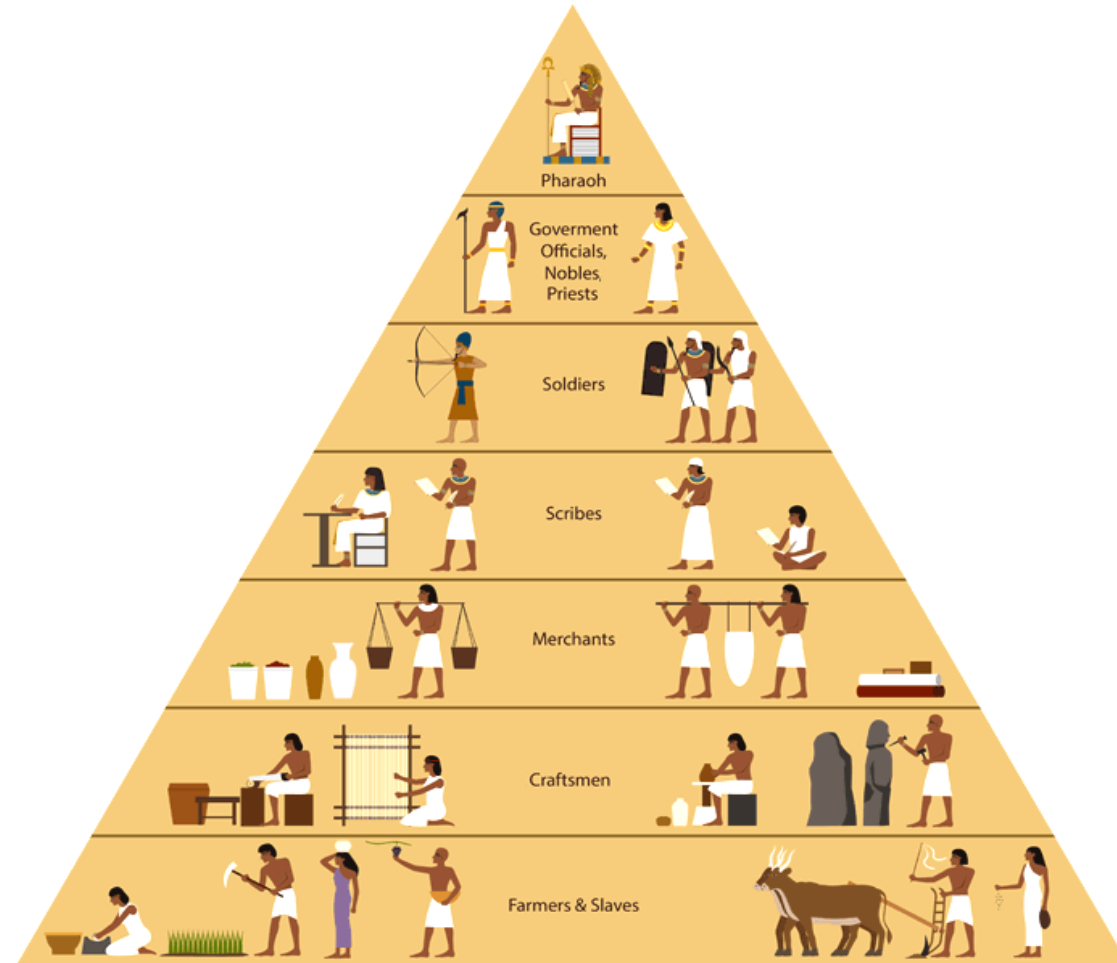 Pharaoh
Goverment
Officials,
Nobles,
Priests
Soldiers
Scribes
Merchants
Craftsmen
Farmers & Slaves